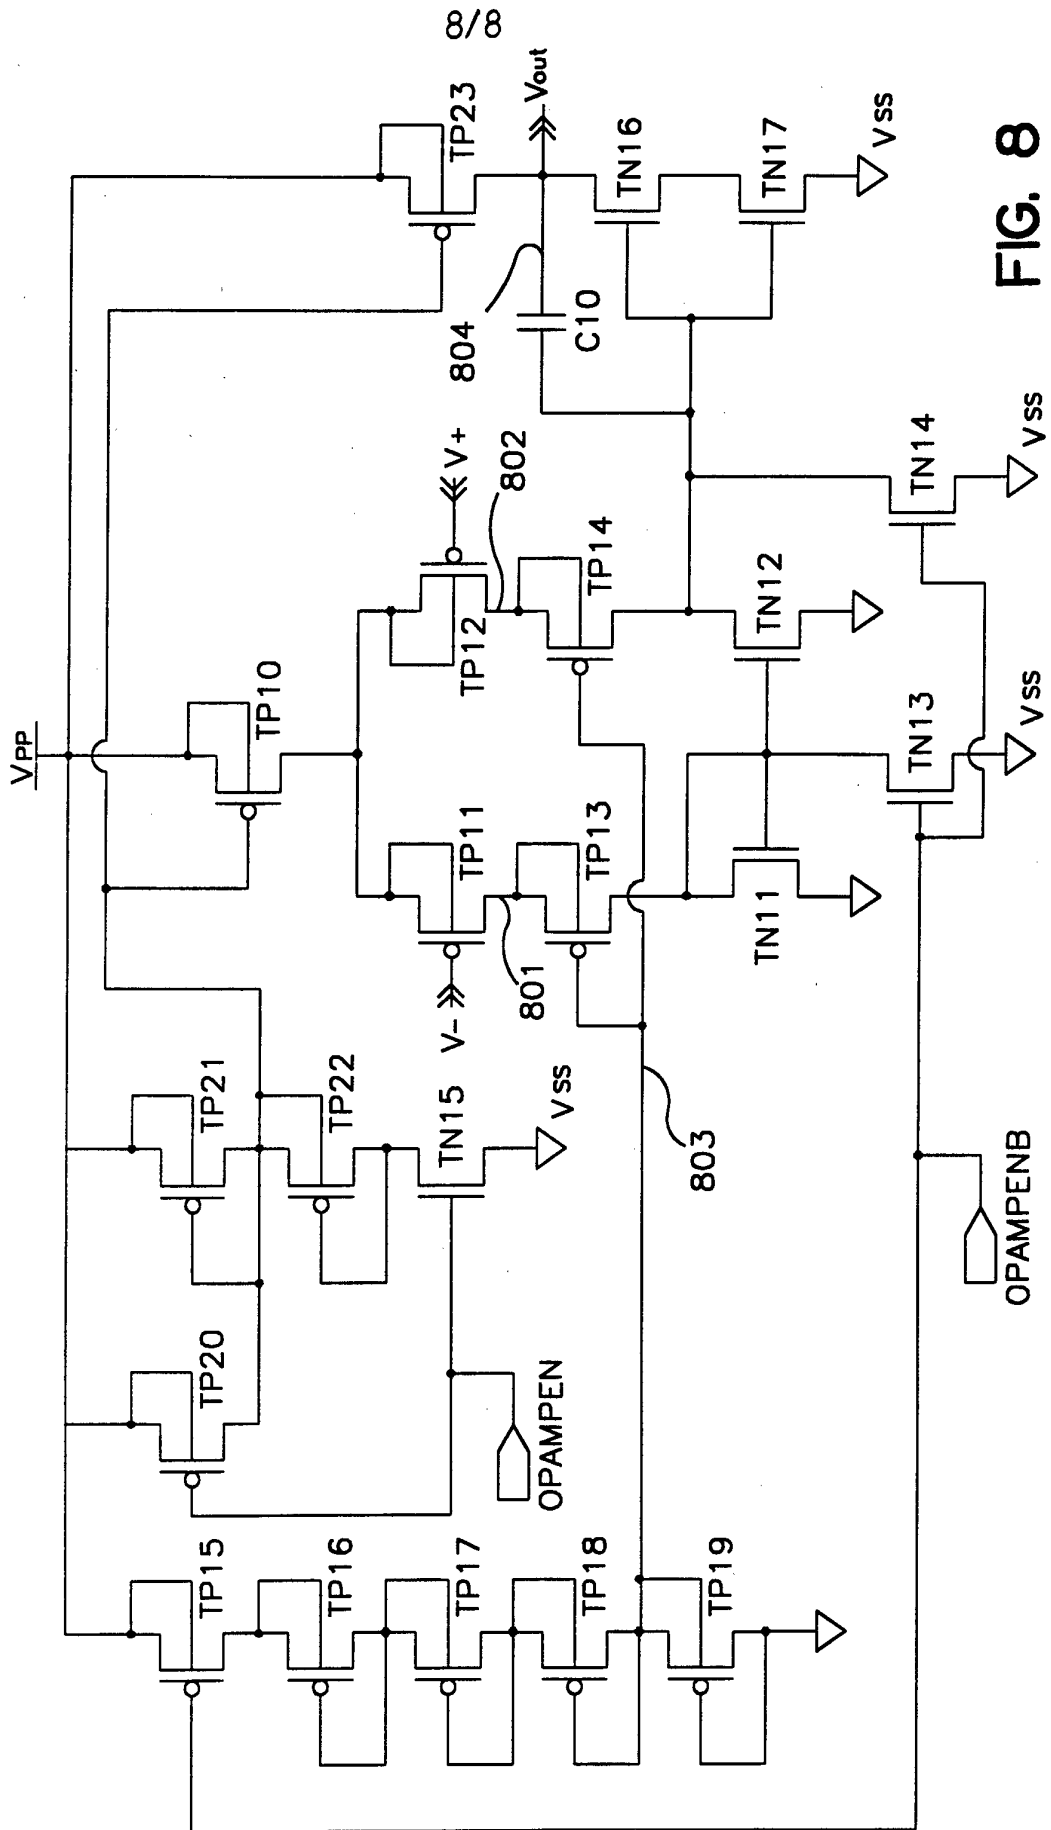 8/8
VPP
Vout
TP23
TP10
TP21
TP20
TP15
TP22
TP16
TP11
TP12
V+
V-
801
802
804
C10
TN16
TN17
Vss
TP13
TP14
TN15
Vss
TP17
TP18
TP19
OPAMPEN
803
TN11
TN12
TN13
TN14
Vss
Vss
OPAMPENB
FIG. 8